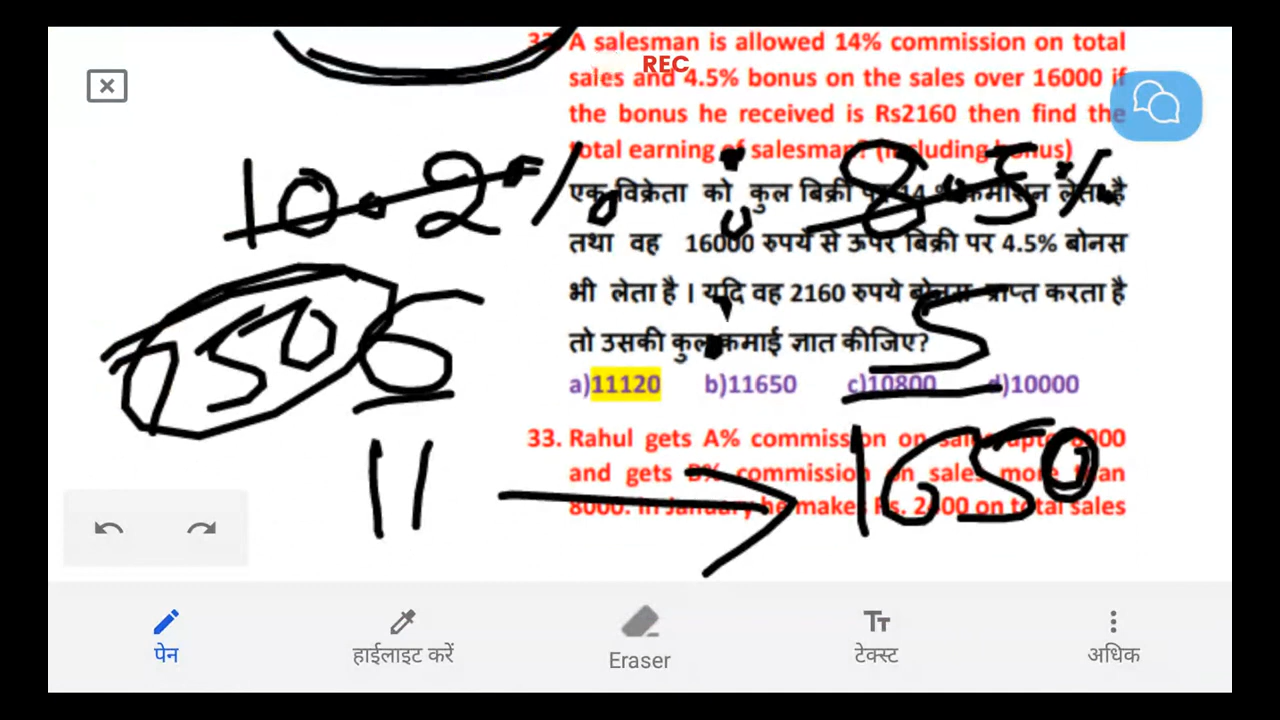 32. A salesman is allowed 14% commission on total
REC
sales and 4.5% bonus on the sales over 16000 if
the bonus he received is Rs2160 then find the
total earning of salesman? (including bonus)
10.2% : 8.5%
एक विक्रेता को कुल बिक्री पर 14 % कमीशन लेता है
तथा वह 16000 रुपये से ऊपर बिक्री पर 4.5% बोनस
भी लेता है । यदि वह 2160 रुपये बोनस प्राप्त करता है
750 6 : 5
तो उसकी कुल कमाई ज्ञात कीजिए?
a)11120 b)11650 c)10800 d)10000
33. Rahul gets A% commission on sales upto 8000
and gets B% commission on sales more than
11 1650
8000. In January he makes Rs. 2400 on total sales
पेन हाईलाइट करें Eraser टेक्स्ट अधिक